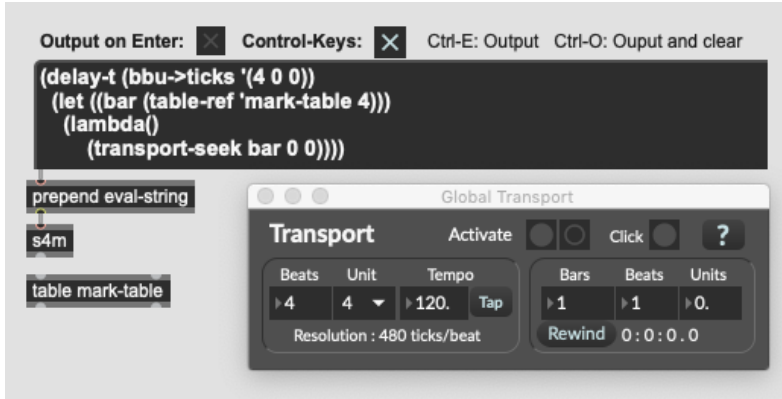 Output on Enter: Control-Keys: Ctrl-E: Output Ctrl-O: Ouput and clear
(delay-t (bbu->ticks '(4 0 0))
(let ((bar (table-ref 'mark-table 4)))
(lambda()
(transport-seek bar 0 0))))
prepend eval-string
s4m
table mark-table
Global Transport
Transport Activate Click ?
Beats Unit Tempo
4 4 120. Tap
Resolution : 480 ticks/beat
Bars Beats Units
1 1 0.
Rewind 0:0:0.0